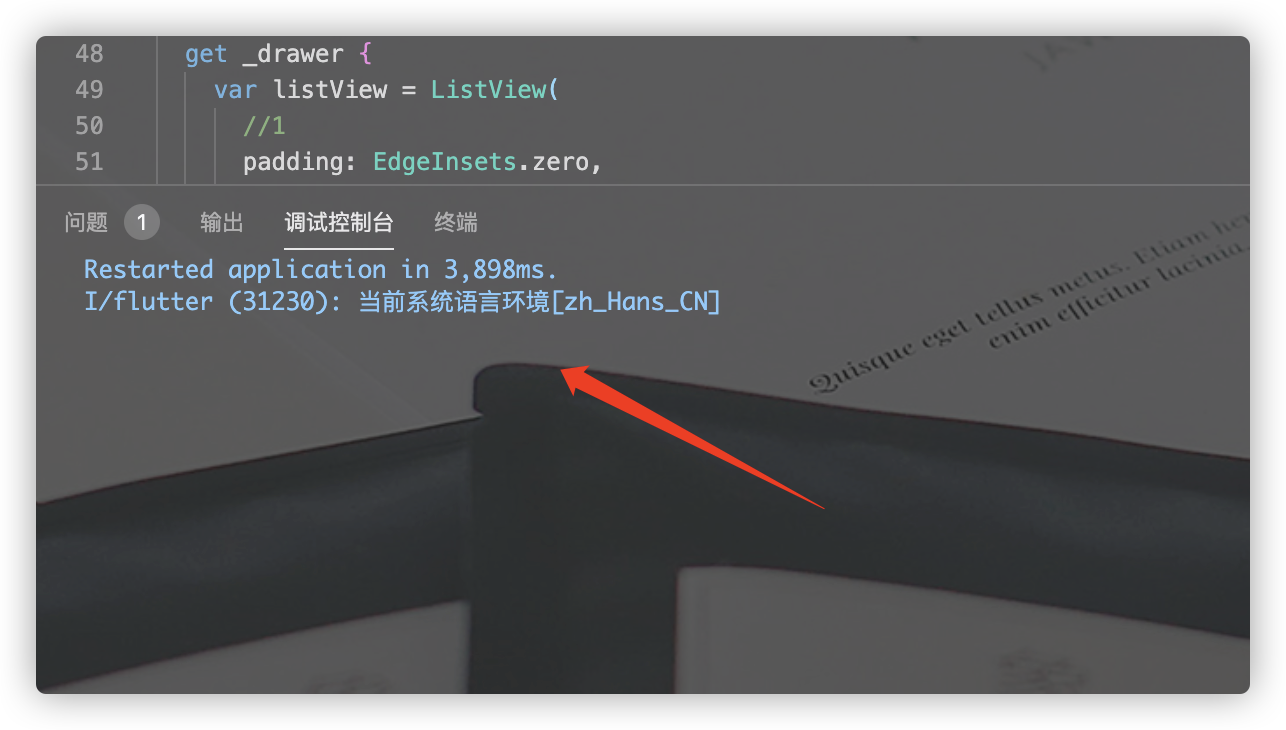 48 get _drawer {
49 var listView = ListView(
50 //1
51 padding: EdgeInsets.zero,
问题 1 输出 调试控制台 终端
Restarted application in 3,898ms.
I/flutter (31230): 当前系统语言环境[zh_Hans_CN]
Quisque eget tellus metus. Etiam
enim efficitur lacinia.